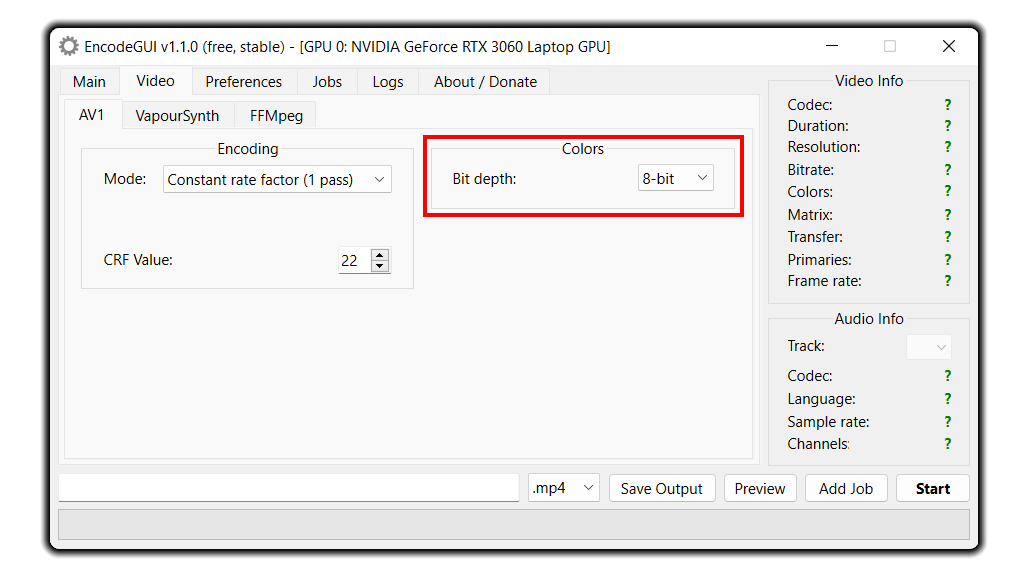 EncodeGUI v1.1.0 (free, stable) - [GPU 0: NVIDIA GeForce RTX 3060 Laptop GPU]
Main Video Preferences Jobs Logs About / Donate
AV1 VapourSynth FFMpeg
Encoding
Mode: Constant rate factor (1 pass)
CRF Value: 22
Colors
Bit depth: 8-bit
Video Info
Codec: ?
Duration: ?
Resolution: ?
Bitrate: ?
Colors: ?
Matrix: ?
Transfer: ?
Primaries: ?
Frame rate: ?
Audio Info
Track:
Codec: ?
Language: ?
Sample rate: ?
Channels: ?
.mp4 Save Output Preview Add Job Start